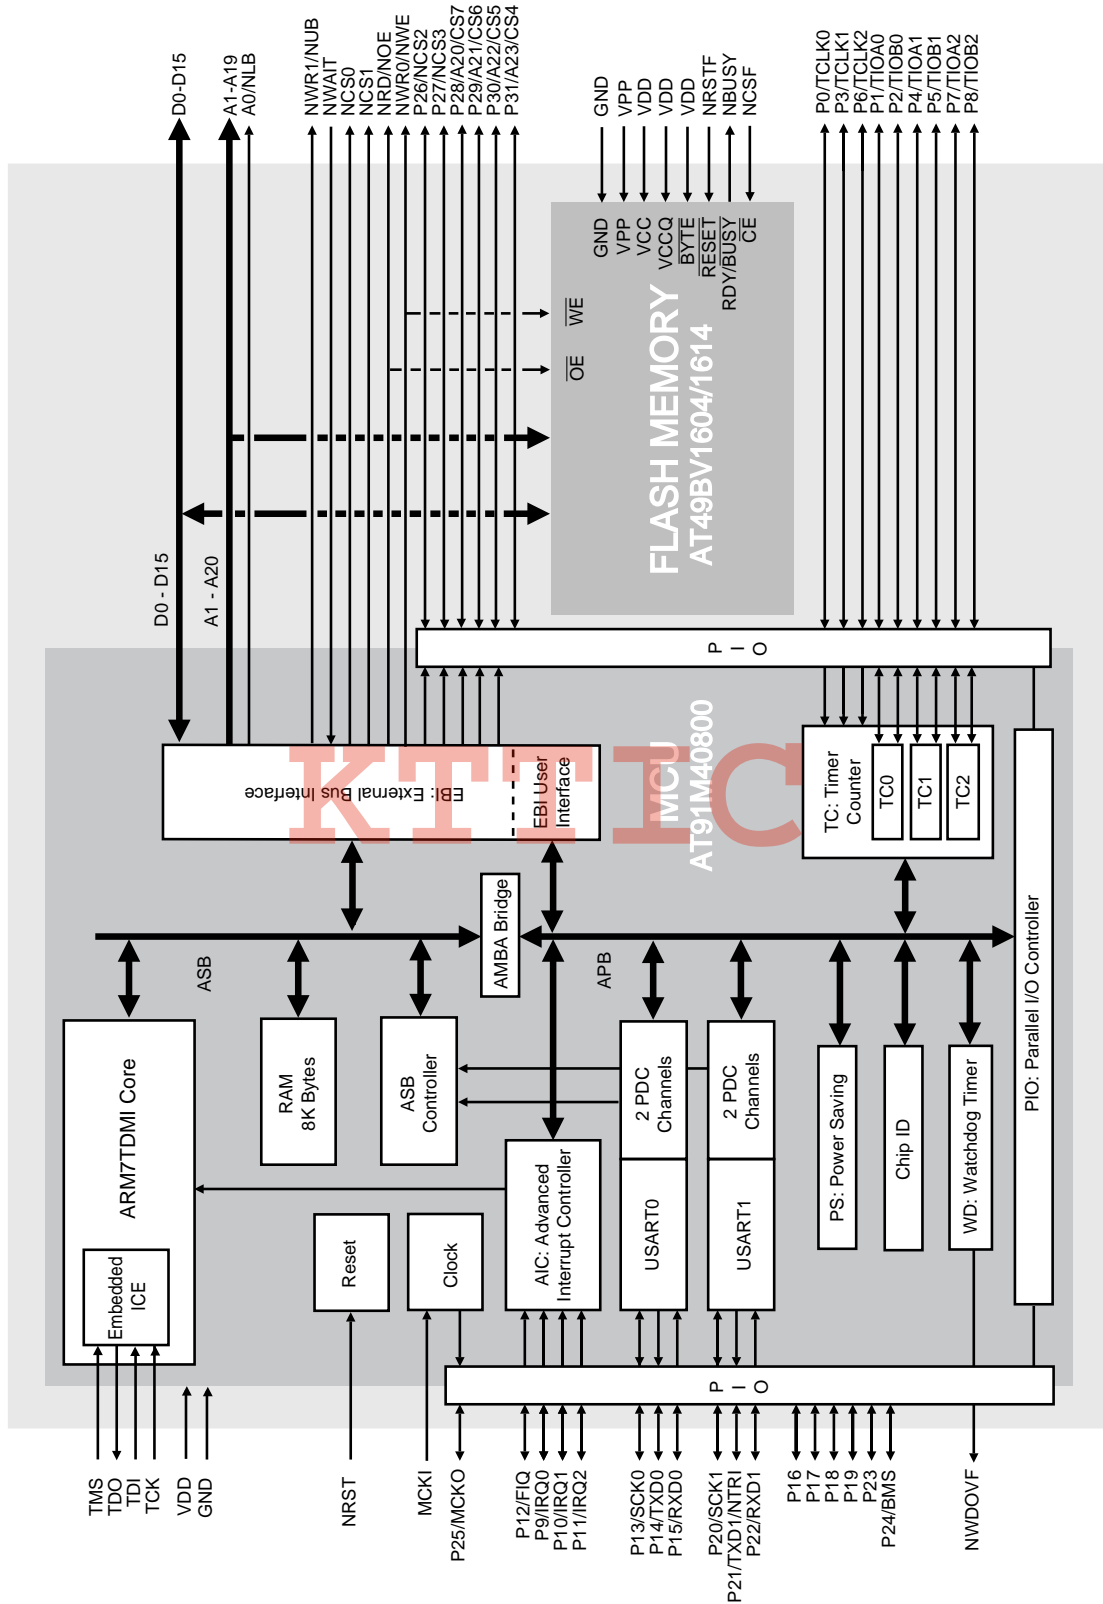 D0-D15
A1-A19
A0/NLB
NWR1/NUB
NWAIT
NCS0
NCS1
NRD/NOE
NWR0/NWE
P26/NCS2
P27/NCS3
P28/A20/CS7
P29/A21/CS6
P30/A22/CS5
P31/A23/CS4
GND
VPP
VDD
VDD
VDD
NRSTF
NBUSY
NCSF
P0/TCLK0
P3/TCLK1
P6/TCLK2
P1/TIOA0
P2/TIOB0
P4/TIOA1
P5/TIOB1
P7/TIOA2
P8/TIOB2
GND
VPP
VCC
VCCQ
BYTE
RESET
RDY/BUSY
CE
WE
OE
FLASH MEMORY
AT49BV1604/1614
D0 - D15
A1 - A20
PIO
MCU
AT91M40800
EBI: External Bus Interface
EBI User
Interface
TC: Timer
Counter
TC0
TC1
TC2
KTTIC
AMBA Bridge
ASB
APB
PIO: Parallel I/O Controller
ARM7TDMI Core
Embedded
ICE
RAM
8K Bytes
ASB
Controller
2 PDC
Channels
2 PDC
Channels
Reset
Clock
AIC: Advanced
Interrupt Controller
USART0
USART1
PS: Power Saving
Chip ID
WD: Watchdog Timer
PIO
TMS
TDO
TDI
TCK
VDD
GND
NRST
MCKI
P25/MCKO
P12/FIQ
P9/IRQ0
P10/IRQ1
P11/IRQ2
P13/SCK0
P14/TXD0
P15/RXD0
P20/SCK1
P21/TXD1/NTRI
P22/RXD1
P16
P17
P18
P19
P23
P24/BMS
NWDOVF